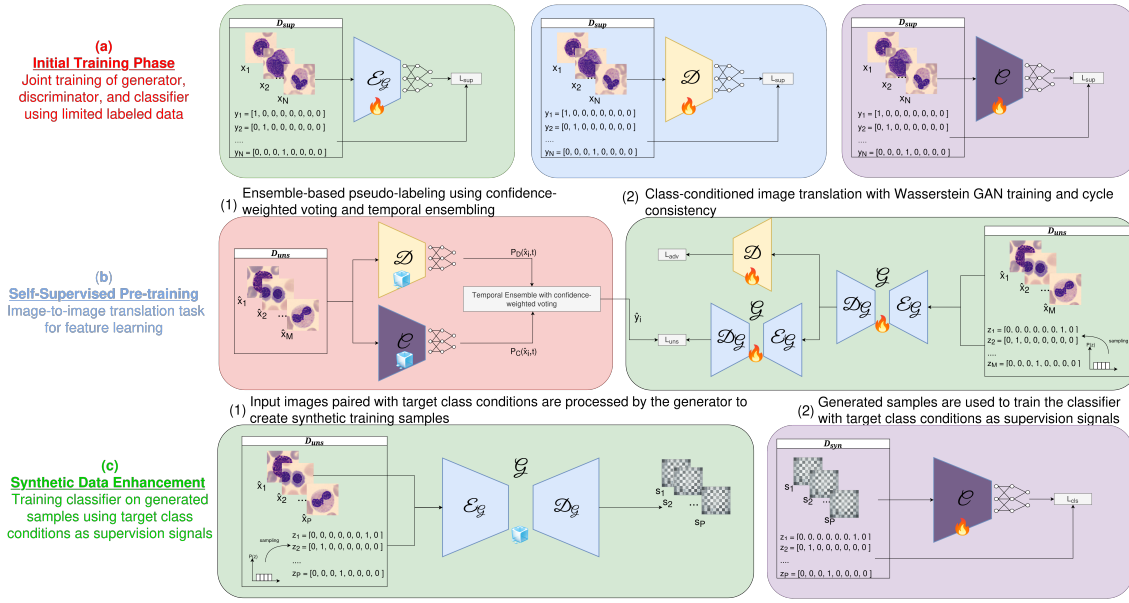 (a)
Initial Training Phase
Joint training of generator,
discriminator, and classifier
using limited labeled data
D_sup
x_1
x_2
...
x_N
y_1 = [1, 0, 0, 0, 0, 0, 0, 0]
y_2 = [0, 1, 0, 0, 0, 0, 0, 0]
....
y_N = [0, 0, 0, 1, 0, 0, 0, 0]
ℰ_𝒢
L_sup
D_sup
x_1
x_2
...
x_N
y_1 = [1, 0, 0, 0, 0, 0, 0, 0]
y_2 = [0, 1, 0, 0, 0, 0, 0, 0]
....
y_N = [0, 0, 0, 1, 0, 0, 0, 0]
𝒟
L_sup
D_sup
x_1
x_2
...
x_N
y_1 = [1, 0, 0, 0, 0, 0, 0, 0]
y_2 = [0, 1, 0, 0, 0, 0, 0, 0]
....
y_N = [0, 0, 0, 1, 0, 0, 0, 0]
𝒞
L_sup
(b)
Self-Supervised Pre-training
Image-to-image translation task
for feature learning
(1) Ensemble-based pseudo-labeling using confidence-
weighted voting and temporal ensembling
D_uns
x̂_1
x̂_2
...
x̂_M
𝒟
𝒞
P_D(x̂_i,t)
Temporal Ensemble with confidence-
weighted voting
P_C(x̂_i,t)
ŷ_i
(2) Class-conditioned image translation with Wasserstein GAN training and cycle
consistency
L_adv
𝒟
L_uns
𝒢
𝒟_𝒢
ℰ_𝒢
𝒢
𝒟_𝒢
ℰ_𝒢
D_uns
x̂_1
x̂_2
...
x̂_M
z_1 = [0, 0, 0, 0, 0, 0, 1, 0]
z_2 = [0, 1, 0, 0, 0, 0, 0, 0]
....
z_M = [0, 0, 0, 1, 0, 0, 0, 0]
sampling
P(z)
(c)
Synthetic Data Enhancement
Training classifier on generated
samples using target class
conditions as supervision signals
(1) Input images paired with target class conditions are processed by the generator to
create synthetic training samples
D_uns
x̂_1
x̂_2
...
x̂_P
z_1 = [0, 0, 0, 0, 0, 0, 1, 0]
z_2 = [0, 1, 0, 0, 0, 0, 0, 0]
....
z_P = [0, 0, 0, 1, 0, 0, 0, 0]
sampling
P(z)
ℰ_𝒢
𝒢
𝒟_𝒢
s_1
s_2
...
s_P
(2) Generated samples are used to train the classifier
with target class conditions as supervision signals
D_syn
s_1
s_2
...
s_P
z_1 = [0, 0, 0, 0, 0, 0, 1, 0]
z_2 = [0, 1, 0, 0, 0, 0, 0, 0]
....
z_P = [0, 0, 0, 1, 0, 0, 0, 0]
𝒞
L_cls